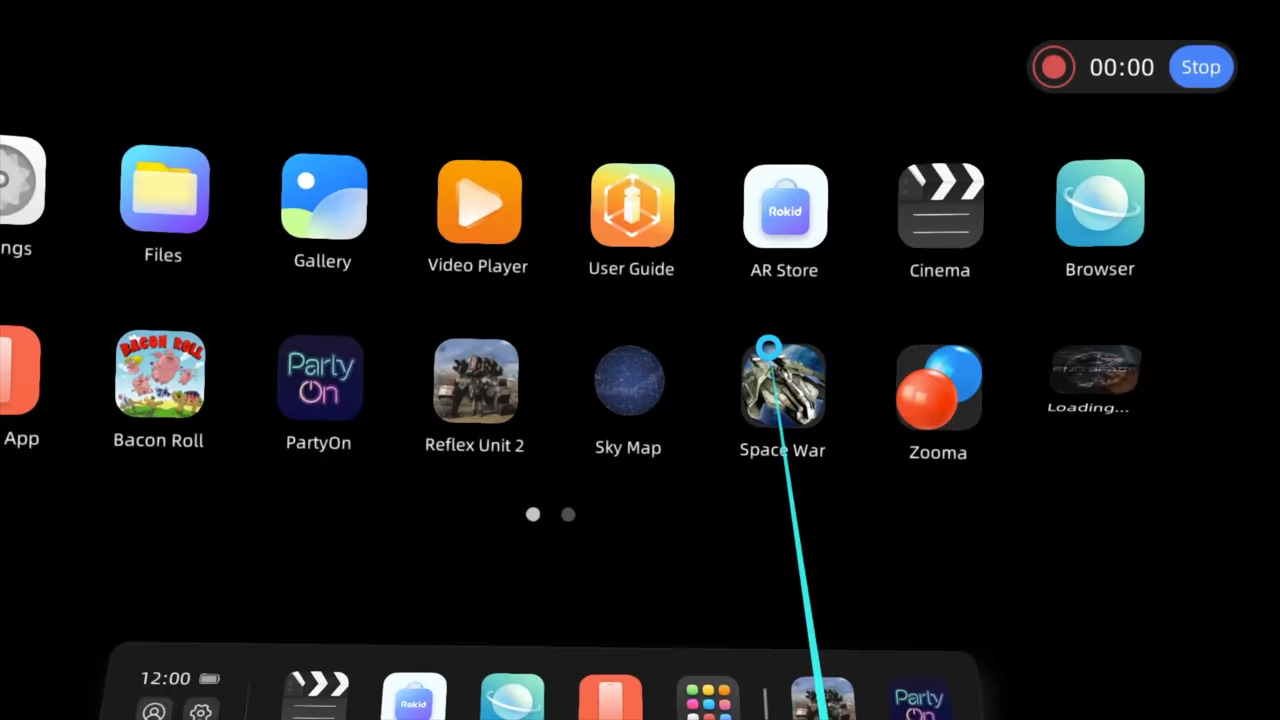 00:00 Stop
ngs
Files
Gallery
Video Player
User Guide
Rokid
AR Store
Cinema
Browser
App
BACON ROLL
Bacon Roll
Party
On
PartyOn
Reflex Unit 2
Sky Map
Space War
Zooma
Loading...
12:00
Rokid
Party
On